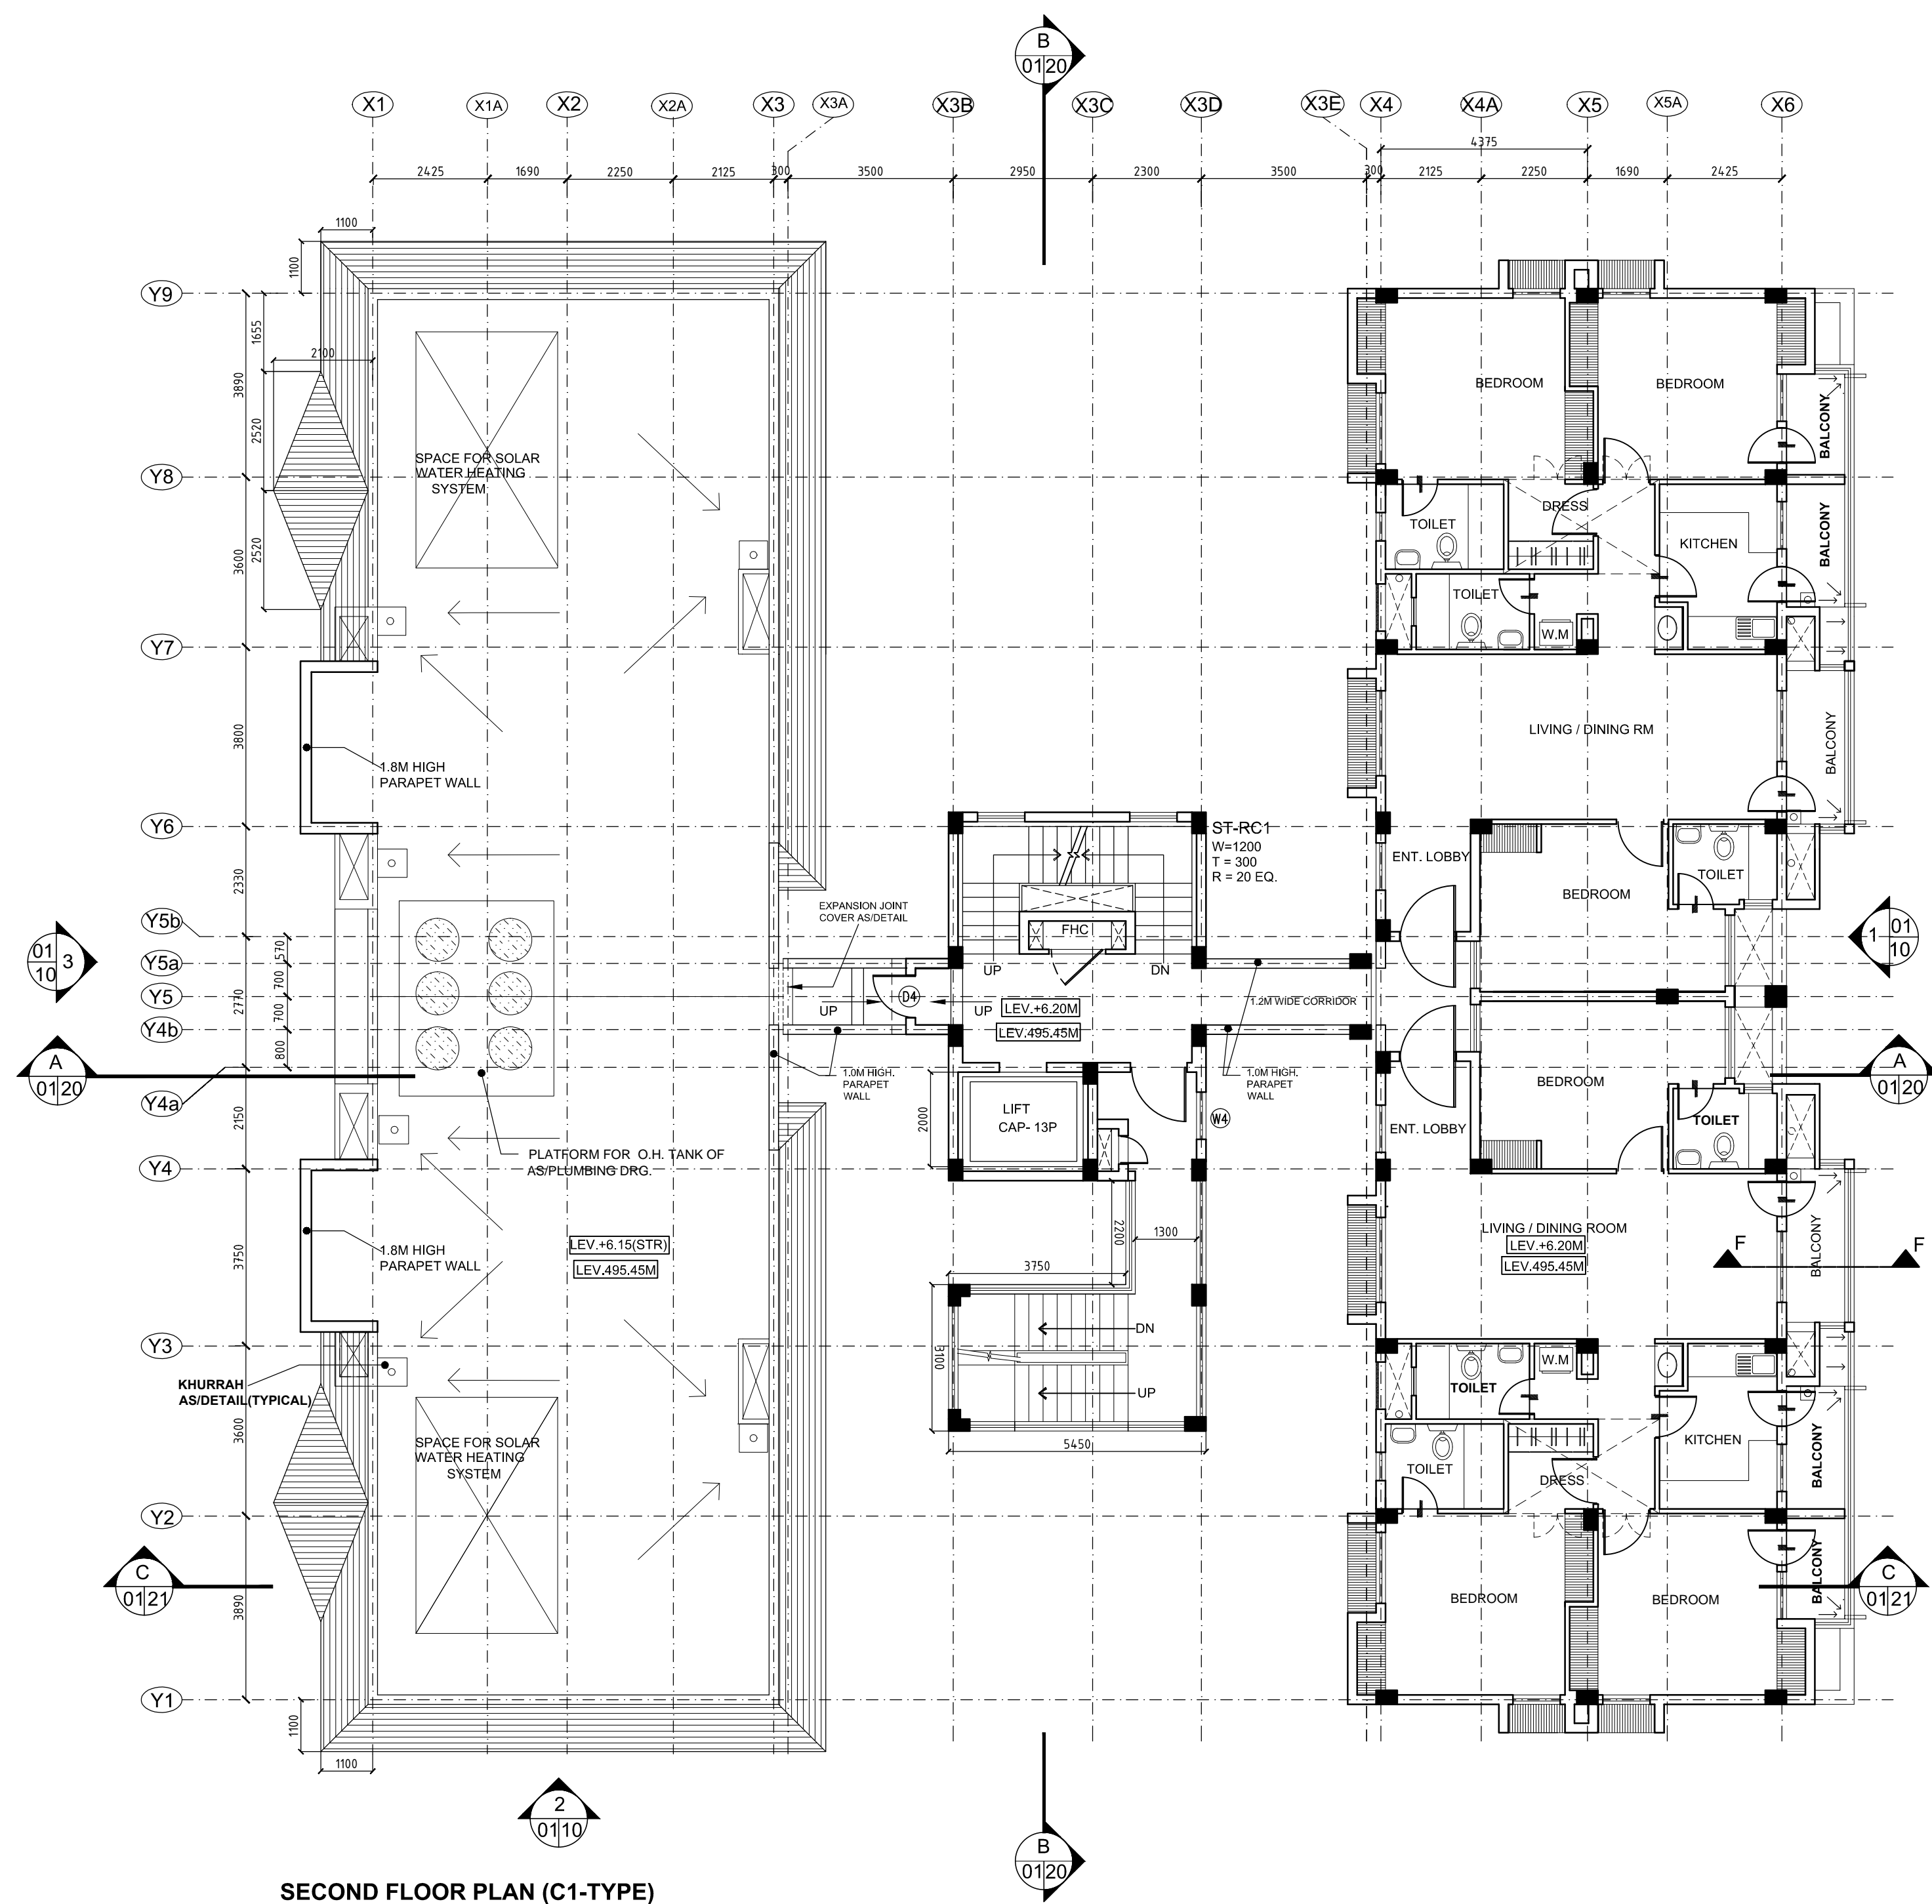 B
01 20
X1
X1A
X2
X2A
X3
X3A
X3B
X3C
X3D
X3E
X4
X4A
X5
X5A
X6
4375
2425
1690
2250
2125
300
3500
2950
2300
3500
300
2125
2250
1690
2425
1100
1100
Y9
Y8
Y7
Y6
Y5b
Y5a
Y5
Y4b
Y4a
Y4
Y3
Y2
Y1
1655
3890
2100
2520
2520
3600
3800
2330
570
700
2770
700
800
2150
3750
3600
3890
1100
1100
SPACE FOR SOLAR
WATER HEATING
SYSTEM
1.8M HIGH
PARAPET WALL
BEDROOM
BEDROOM
BALCONY
DRESS
TOILET
KITCHEN
BALCONY
TOILET
W.M
LIVING / DINING RM
BALCONY
ST-RC1
W=1200
T = 300
R = 20 EQ.
ENT. LOBBY
BEDROOM
TOILET
EXPANSION JOINT
COVER AS/DETAIL
FHC
UP
DN
01
10
3
1
01
10
UP
D4
UP
LEV.+6.20M
LEV.495.45M
1.2M WIDE CORRIDOR
A
01 20
A
01 20
1.0M HIGH.
PARAPET
WALL
1.0M HIGH.
PARAPET
WALL
2000
LIFT
CAP- 13P
W4
BEDROOM
TOILET
ENT. LOBBY
PLATFORM FOR O.H. TANK OF
AS/PLUMBING DRG.
1.8M HIGH
PARAPET WALL
LEV.+6.15(STR)
LEV.495.45M
2200
1300
3750
3100
DN
UP
5450
LIVING / DINING ROOM
LEV.+6.20M
LEV.495.45M
F
F
BALCONY
KHURRAH
AS/DETAIL(TYPICAL)
SPACE FOR SOLAR
WATER HEATING
SYSTEM
W.M
TOILET
KITCHEN
TOILET
DRESS
BALCONY
BEDROOM
BEDROOM
BALCONY
C
01 21
C
01 21
2
01 10
B
01 20
SECOND FLOOR PLAN (C1-TYPE)